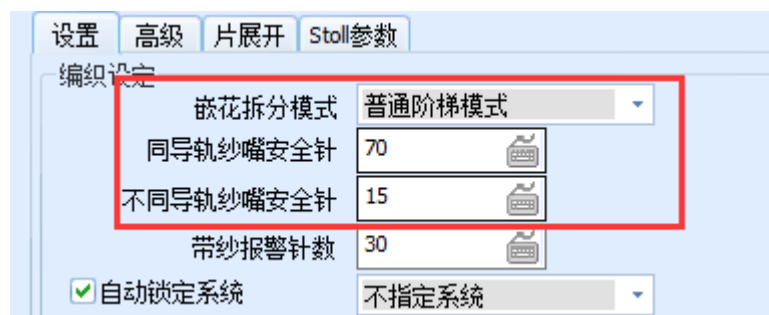 设置 高级 片展开 Stoll参数
编织设定
嵌花拆分模式 普通阶梯模式
同导轨纱嘴安全针 70
不同导轨纱嘴安全针 15
带纱报警针数 30
自动锁定系统 不指定系统